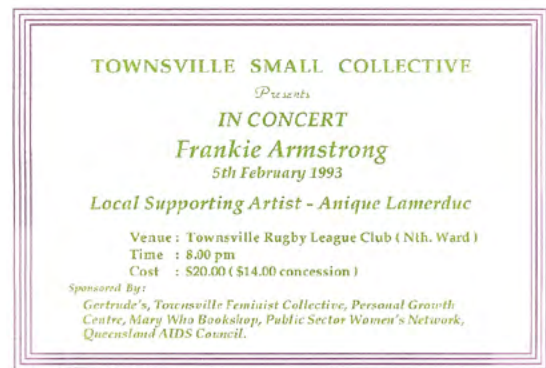 TOWNSVILLE SMALL COLLECTIVE
Presents
IN CONCERT
Frankie Armstrong
5th February 1993
Local Supporting Artist - Anique Lamerduc
Venue : Townsville Rugby League Club ( Nth. Ward )
Time : 8.00 pm
Cost : $20.00 ( $14.00 concession )
Sponsored By :
Gertrude's, Townsville Feminist Collective, Personal Growth
Centre, Mary Who Bookshop, Public Sector Women's Network,
Queensland AIDS Council.